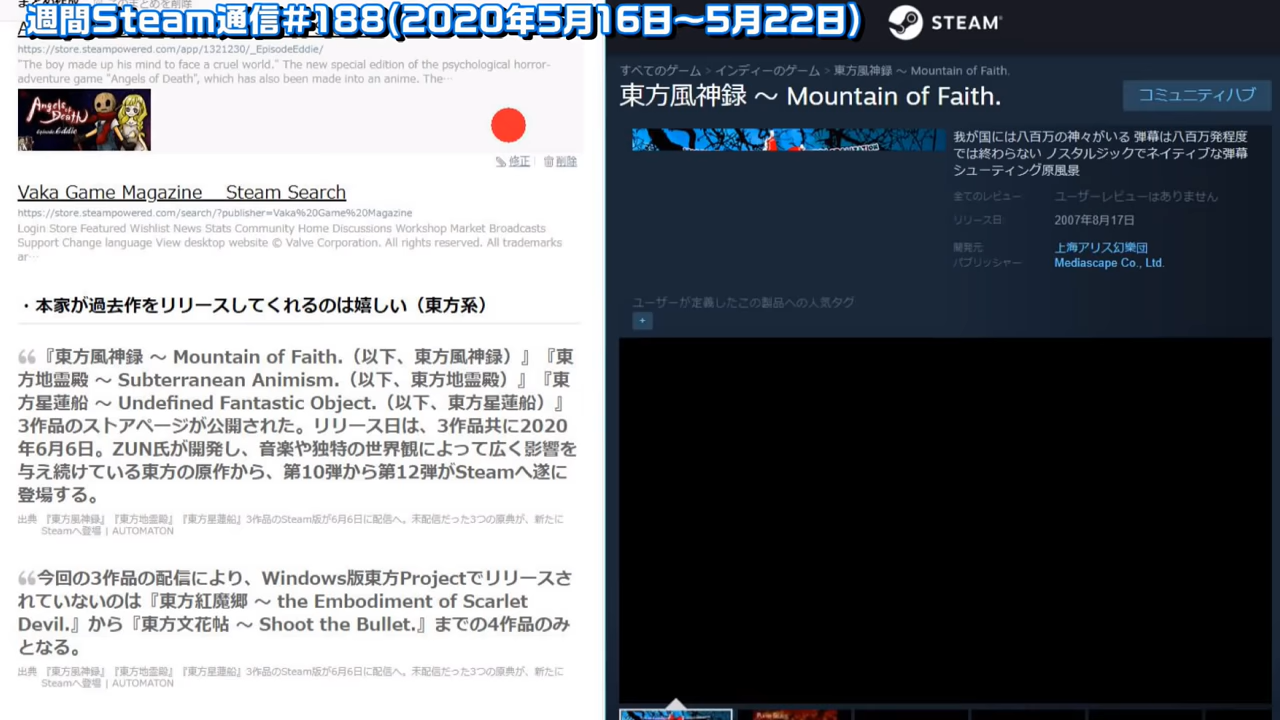 週間Steam通信#188(2020年5月16日～5月22日)
https://store.steampowered.com/app/1321230/_EpisodeEddie/
"The boy made up his mind to face a cruel world." The new special edition of the psychological horror-
adventure game "Angels of Death", which has also been made into an anime. The…
Angels of Death
Episode Eddie
修正
削除
Vaka Game Magazine　Steam Search
https://store.steampowered.com/search/?publisher=Vaka%20Game%20Magazine
Login Store Featured Wishlist News Stats Community Home Discussions Workshop Market Broadcasts
Support Change language View desktop website © Valve Corporation. All rights reserved. All trademarks
ar…
・本家が過去作をリリースしてくれるのは嬉しい（東方系）
『東方風神録 ～ Mountain of Faith.（以下、東方風神録）』『東
方地霊殿 ～ Subterranean Animism.（以下、東方地霊殿）』『東
方星蓮船 ～ Undefined Fantastic Object.（以下、東方星蓮船）』
3作品のストアページが公開された。リリース日は、3作品共に2020
年6月6日。ZUN氏が開発し、音楽や独特の世界観によって広く影響を
与え続けている東方の原作から、第10弾から第12弾がSteamへ遂に
登場する。
出典 『東方風神録』『東方地霊殿』『東方星蓮船』3作品のSteam版が6月6日に配信へ。未配信だった3つの原典が、新たに
Steamへ登場 | AUTOMATON
今回の3作品の配信により、Windows版東方Projectでリリースさ
れていないのは『東方紅魔郷 ～ the Embodiment of Scarlet
Devil.』から『東方文花帖 ～ Shoot the Bullet.』までの4作品のみ
となる。
出典 『東方風神録』『東方地霊殿』『東方星蓮船』3作品のSteam版が6月6日に配信へ。未配信だった3つの原典が、新たに
Steamへ登場 | AUTOMATON
STEAM
すべてのゲーム > インディーのゲーム > 東方風神録 ～ Mountain of Faith.
東方風神録 ～ Mountain of Faith.
コミュニティハブ
我が国には八百万の神々がいる 弾幕は八百万発程度
では終わらない ノスタルジックでネイティブな弾幕
シューティング原風景
全てのレビュー ユーザーレビューはありません
リリース日 2007年8月17日
開発元 上海アリス幻樂団
パブリッシャー Mediascape Co., Ltd.
ユーザーが定義したこの製品への人気タグ
+